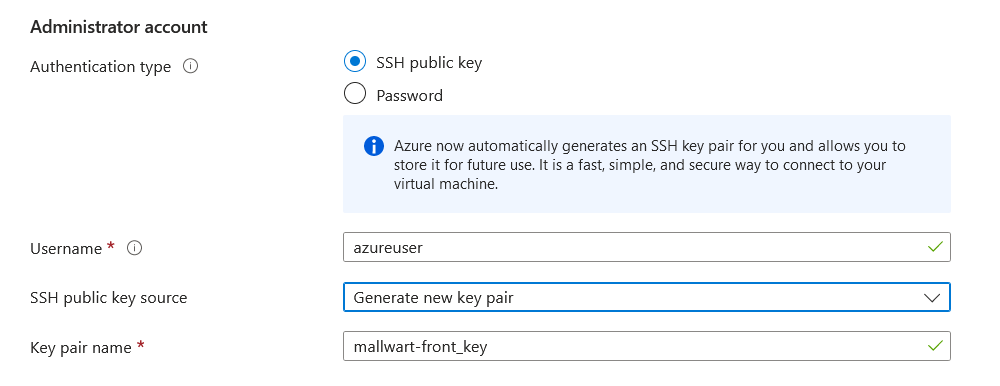 Administrator account
Authentication type
SSH public key
Password
Azure now automatically generates an SSH key pair for you and allows you to
store it for future use. It is a fast, simple, and secure way to connect to your
virtual machine.
Username *
azureuser
SSH public key source
Generate new key pair
Key pair name *
mallwart-front_key